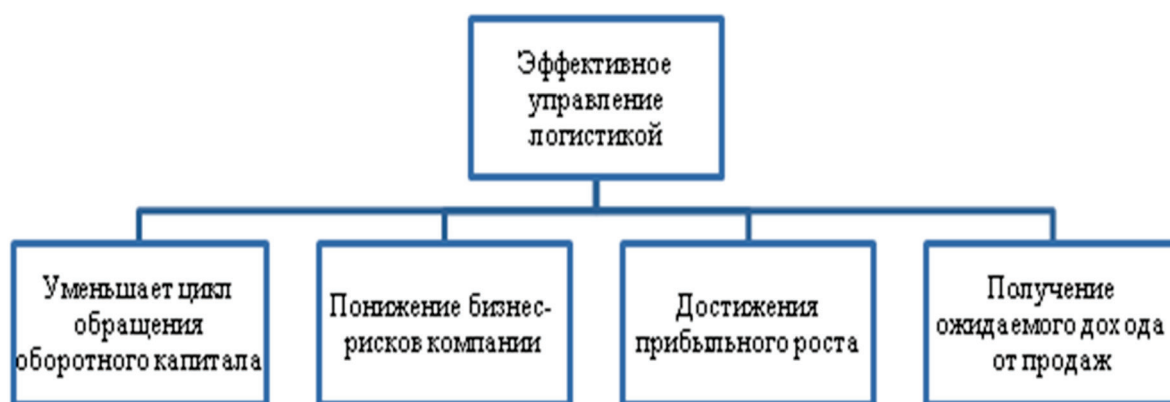 Эффективное
управление
логистикой
Уменьшает цикл
обращения
оборотного капитала
Понижение бизнес-
рисков компании
Достижения
прибыльного роста
Получение
ожидаемого дохода
от продаж